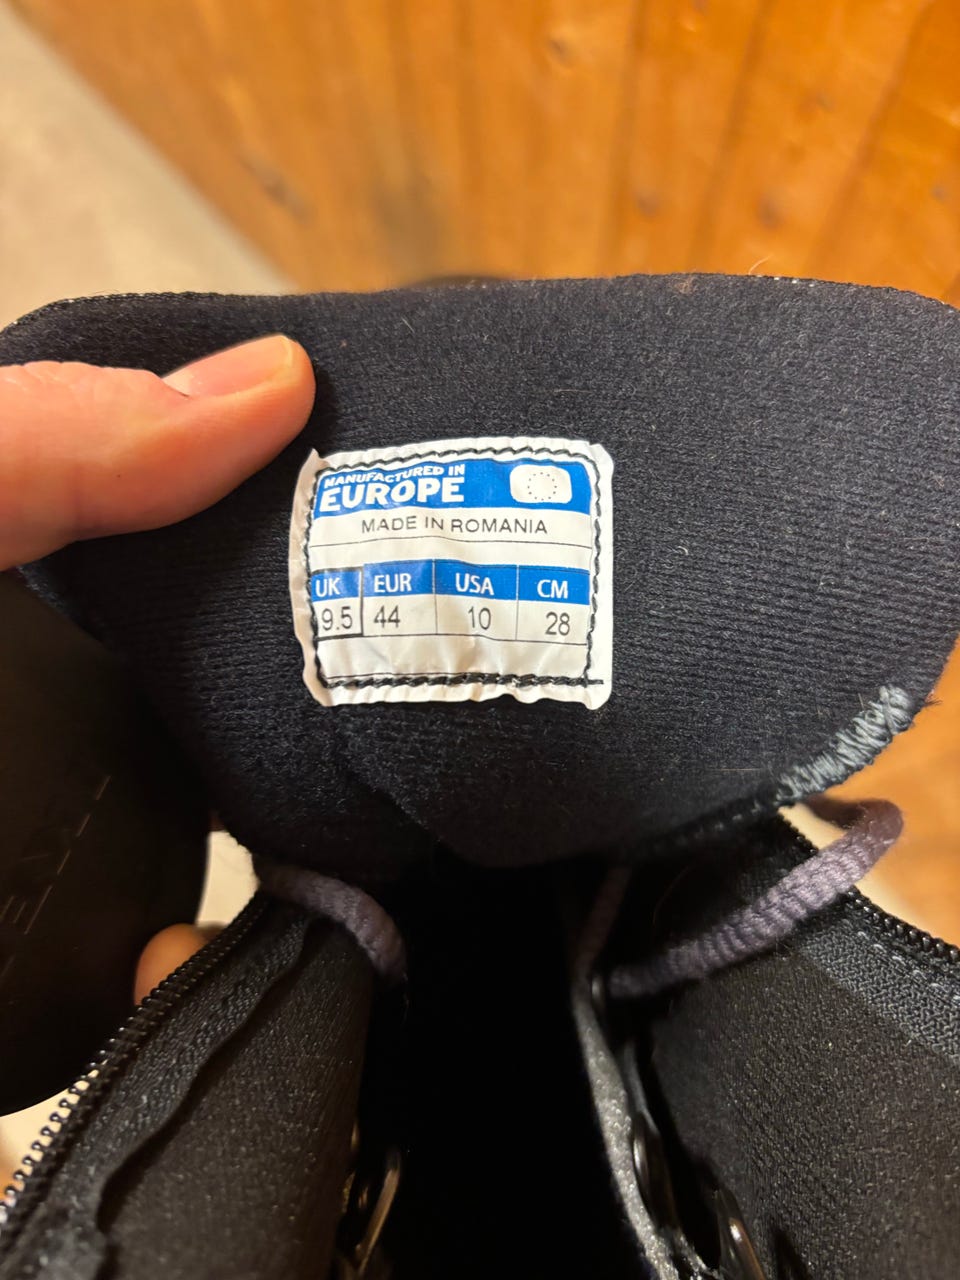 MANUFACTURED IN
EUROPE
MADE IN ROMANIA
UK EUR USA CM
9.5 44 10 28